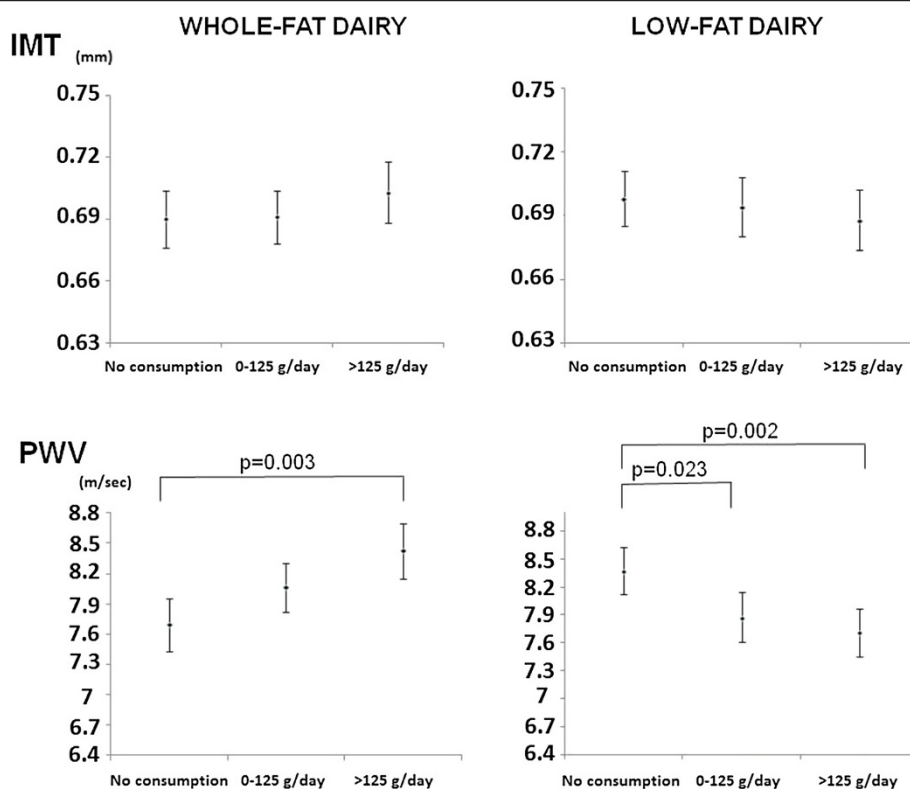 WHOLE-FAT DAIRY
IMT (mm)
0.75
0.72
0.69
0.66
0.63
No consumption 0-125 g/day >125 g/day
LOW-FAT DAIRY
0.75
0.72
0.69
0.66
0.63
No consumption 0-125 g/day >125 g/day
PWV
(m/sec)
p=0.003
8.8
8.5
8.2
7.9
7.6
7.3
7
6.7
6.4
No consumption 0-125 g/day >125 g/day
p=0.002
p=0.023
8.8
8.5
8.2
7.9
7.6
7.3
7
6.7
6.4
No consumption 0-125 g/day >125 g/day